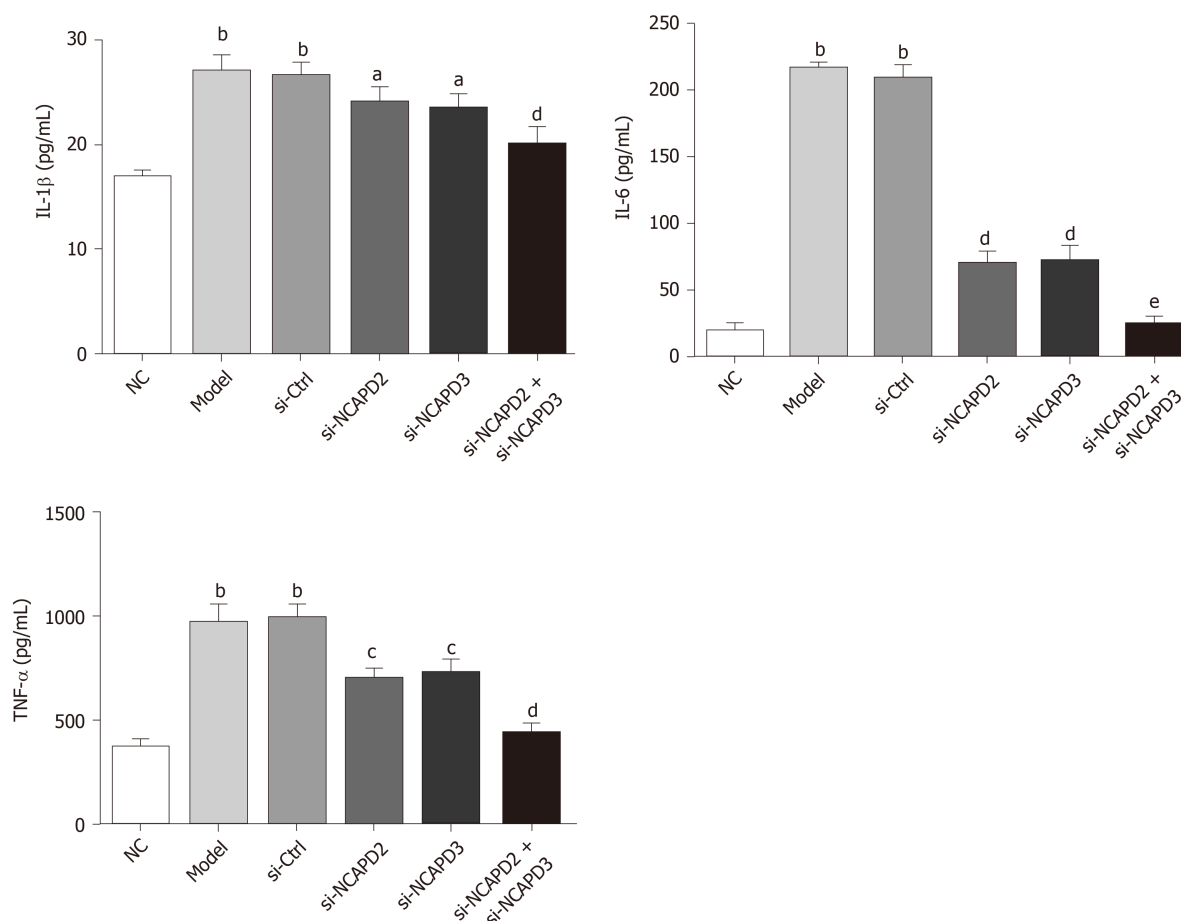 30
20
10
0
IL-1β (pg/mL)
b
b
a
a
d
NC
Model
si-Ctrl
si-NCAPD2
si-NCAPD3
si-NCAPD2 +
si-NCAPD3
250
200
150
100
50
0
IL-6 (pg/mL)
b
b
d
d
e
NC
Model
si-Ctrl
si-NCAPD2
si-NCAPD3
si-NCAPD2 +
si-NCAPD3
1500
1000
500
0
TNF-α (pg/mL)
b
b
c
c
d
NC
Model
si-Ctrl
si-NCAPD2
si-NCAPD3
si-NCAPD2 +
si-NCAPD3